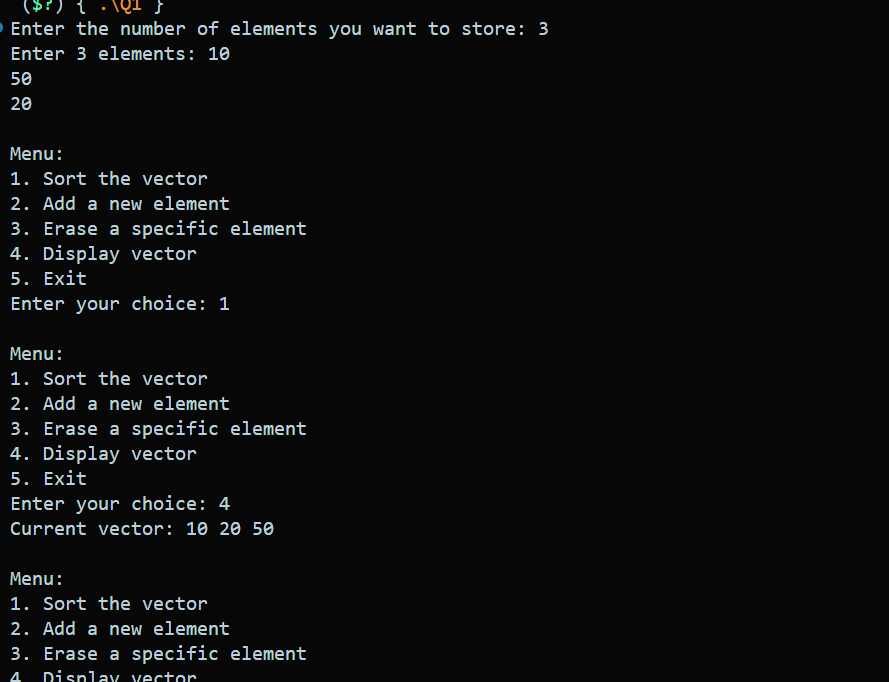 ($?) { .\Q1 }
Enter the number of elements you want to store: 3
Enter 3 elements: 10
50
20
Menu:
1. Sort the vector
2. Add a new element
3. Erase a specific element
4. Display vector
5. Exit
Enter your choice: 1
Menu:
1. Sort the vector
2. Add a new element
3. Erase a specific element
4. Display vector
5. Exit
Enter your choice: 4
Current vector: 10 20 50
Menu:
1. Sort the vector
2. Add a new element
3. Erase a specific element
4. Display vector